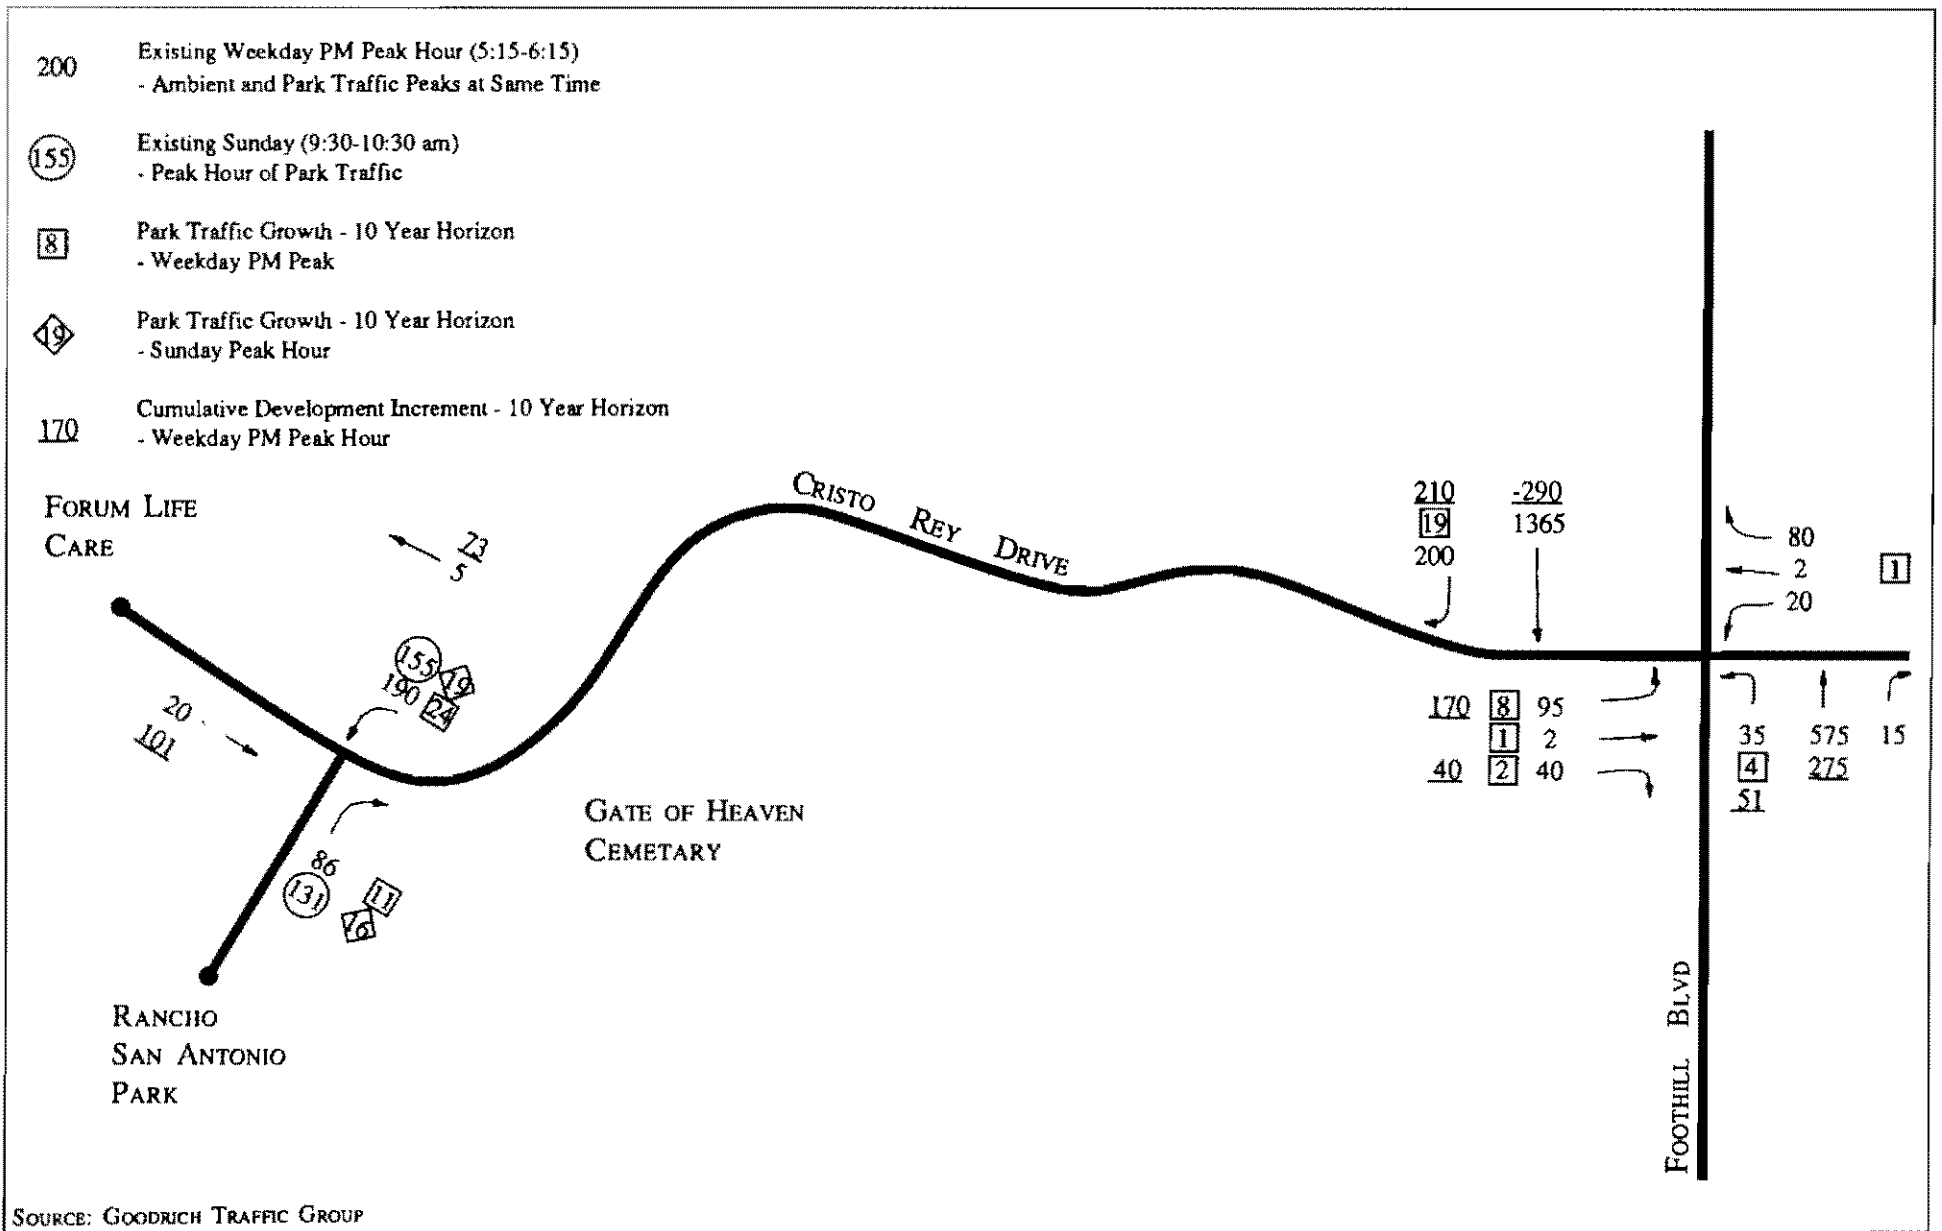 200
Existing Weekday PM Peak Hour (5:15-6:15)
- Ambient and Park Traffic Peaks at Same Time
155
Existing Sunday (9:30-10:30 am)
- Peak Hour of Park Traffic
8
Park Traffic Growth - 10 Year Horizon
- Weekday PM Peak
19
Park Traffic Growth - 10 Year Horizon
- Sunday Peak Hour
170
Cumulative Development Increment - 10 Year Horizon
- Weekday PM Peak Hour
FORUM LIFE
CARE
73
5
CRISTO REY DRIVE
210
19
200
-290
1365
80
2 1
20
155
19
190 24
20
101
170 8 95
1 2
40 2 40
35 575 15
4 275
51
GATE OF HEAVEN
CEMETARY
86
131
11
16
RANCHO
SAN ANTONIO
PARK
FOOTHILL BLVD
SOURCE: GOODRICH TRAFFIC GROUP